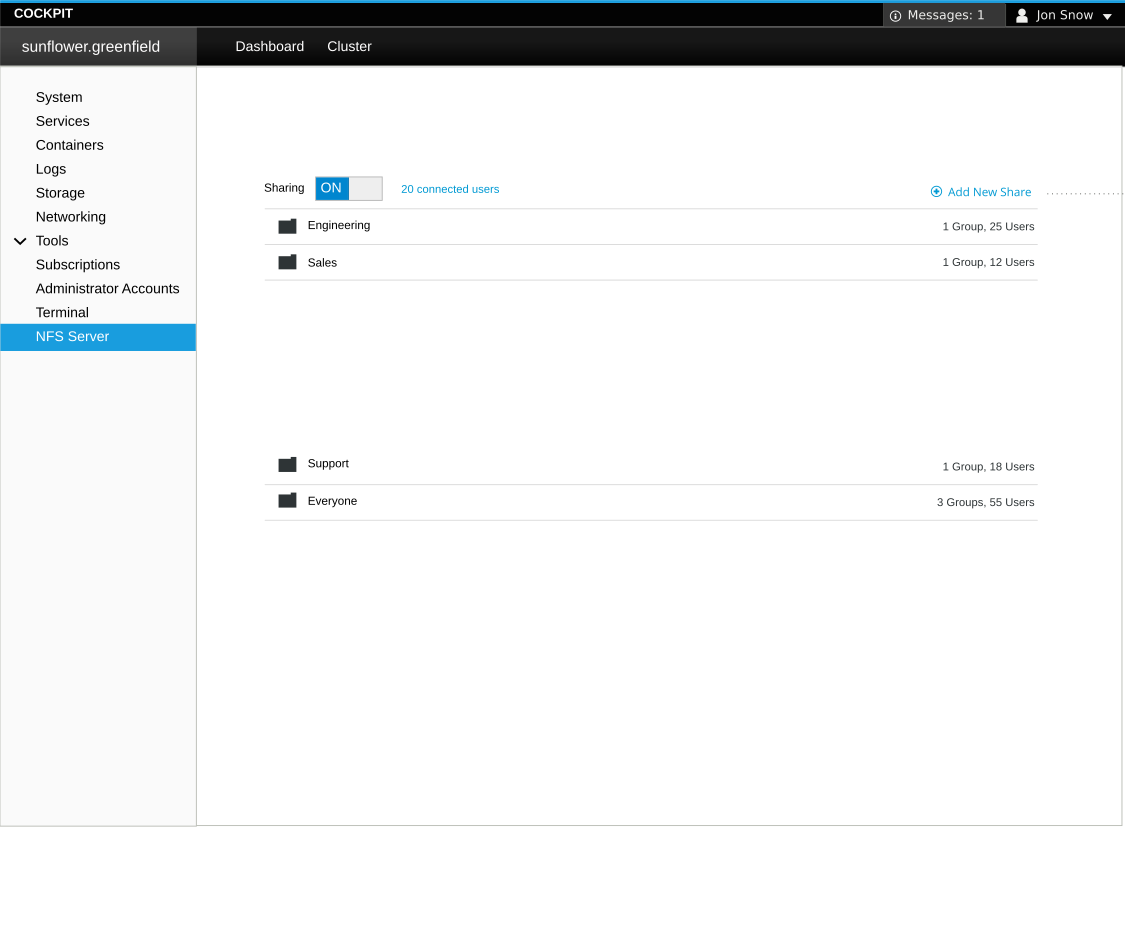 COCKPIT
Messages: 1
Jon Snow
sunflower.greenfield
Dashboard
Cluster
System
Services
Containers
Logs
Storage
Networking
Tools
Subscriptions
Administrator Accounts
Terminal
NFS Server
Sharing
ON
20 connected users
Add New Share
Engineering
1 Group, 25 Users
Sales
1 Group, 12 Users
Support
1 Group, 18 Users
Everyone
3 Groups, 55 Users